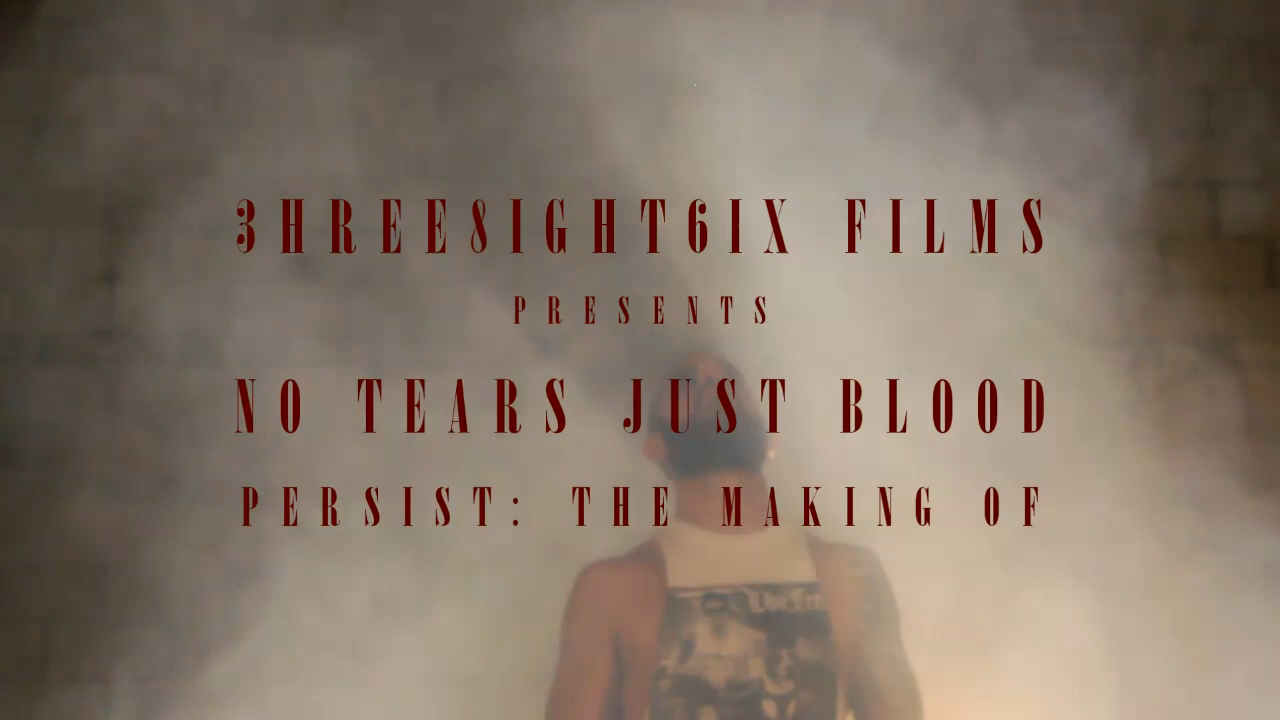 3HREE8IGHT6IX FILMS
PRESENTS
NO TEARS JUST BLOOD
PERSIST: THE MAKING OF